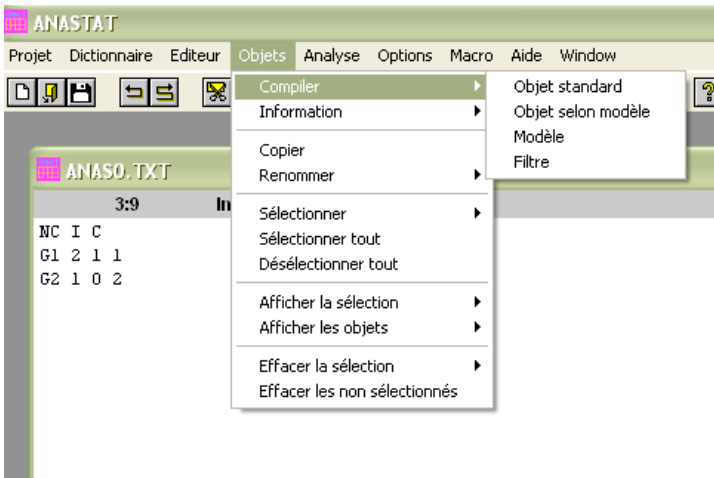 ANASTAT
Projet Dictionnaire Editeur Objets Analyse Options Macro Aide Window
Compiler
Information
Copier
Renommer
Sélectionner
Sélectionner tout
Désélectionner tout
Afficher la sélection
Afficher les objets
Effacer la sélection
Effacer les non sélectionnés
Objet standard
Objet selon modèle
Modèle
Filtre
ANAS0.TXT
3:9 In
NC I C
G1 2 1 1
G2 1 0 2